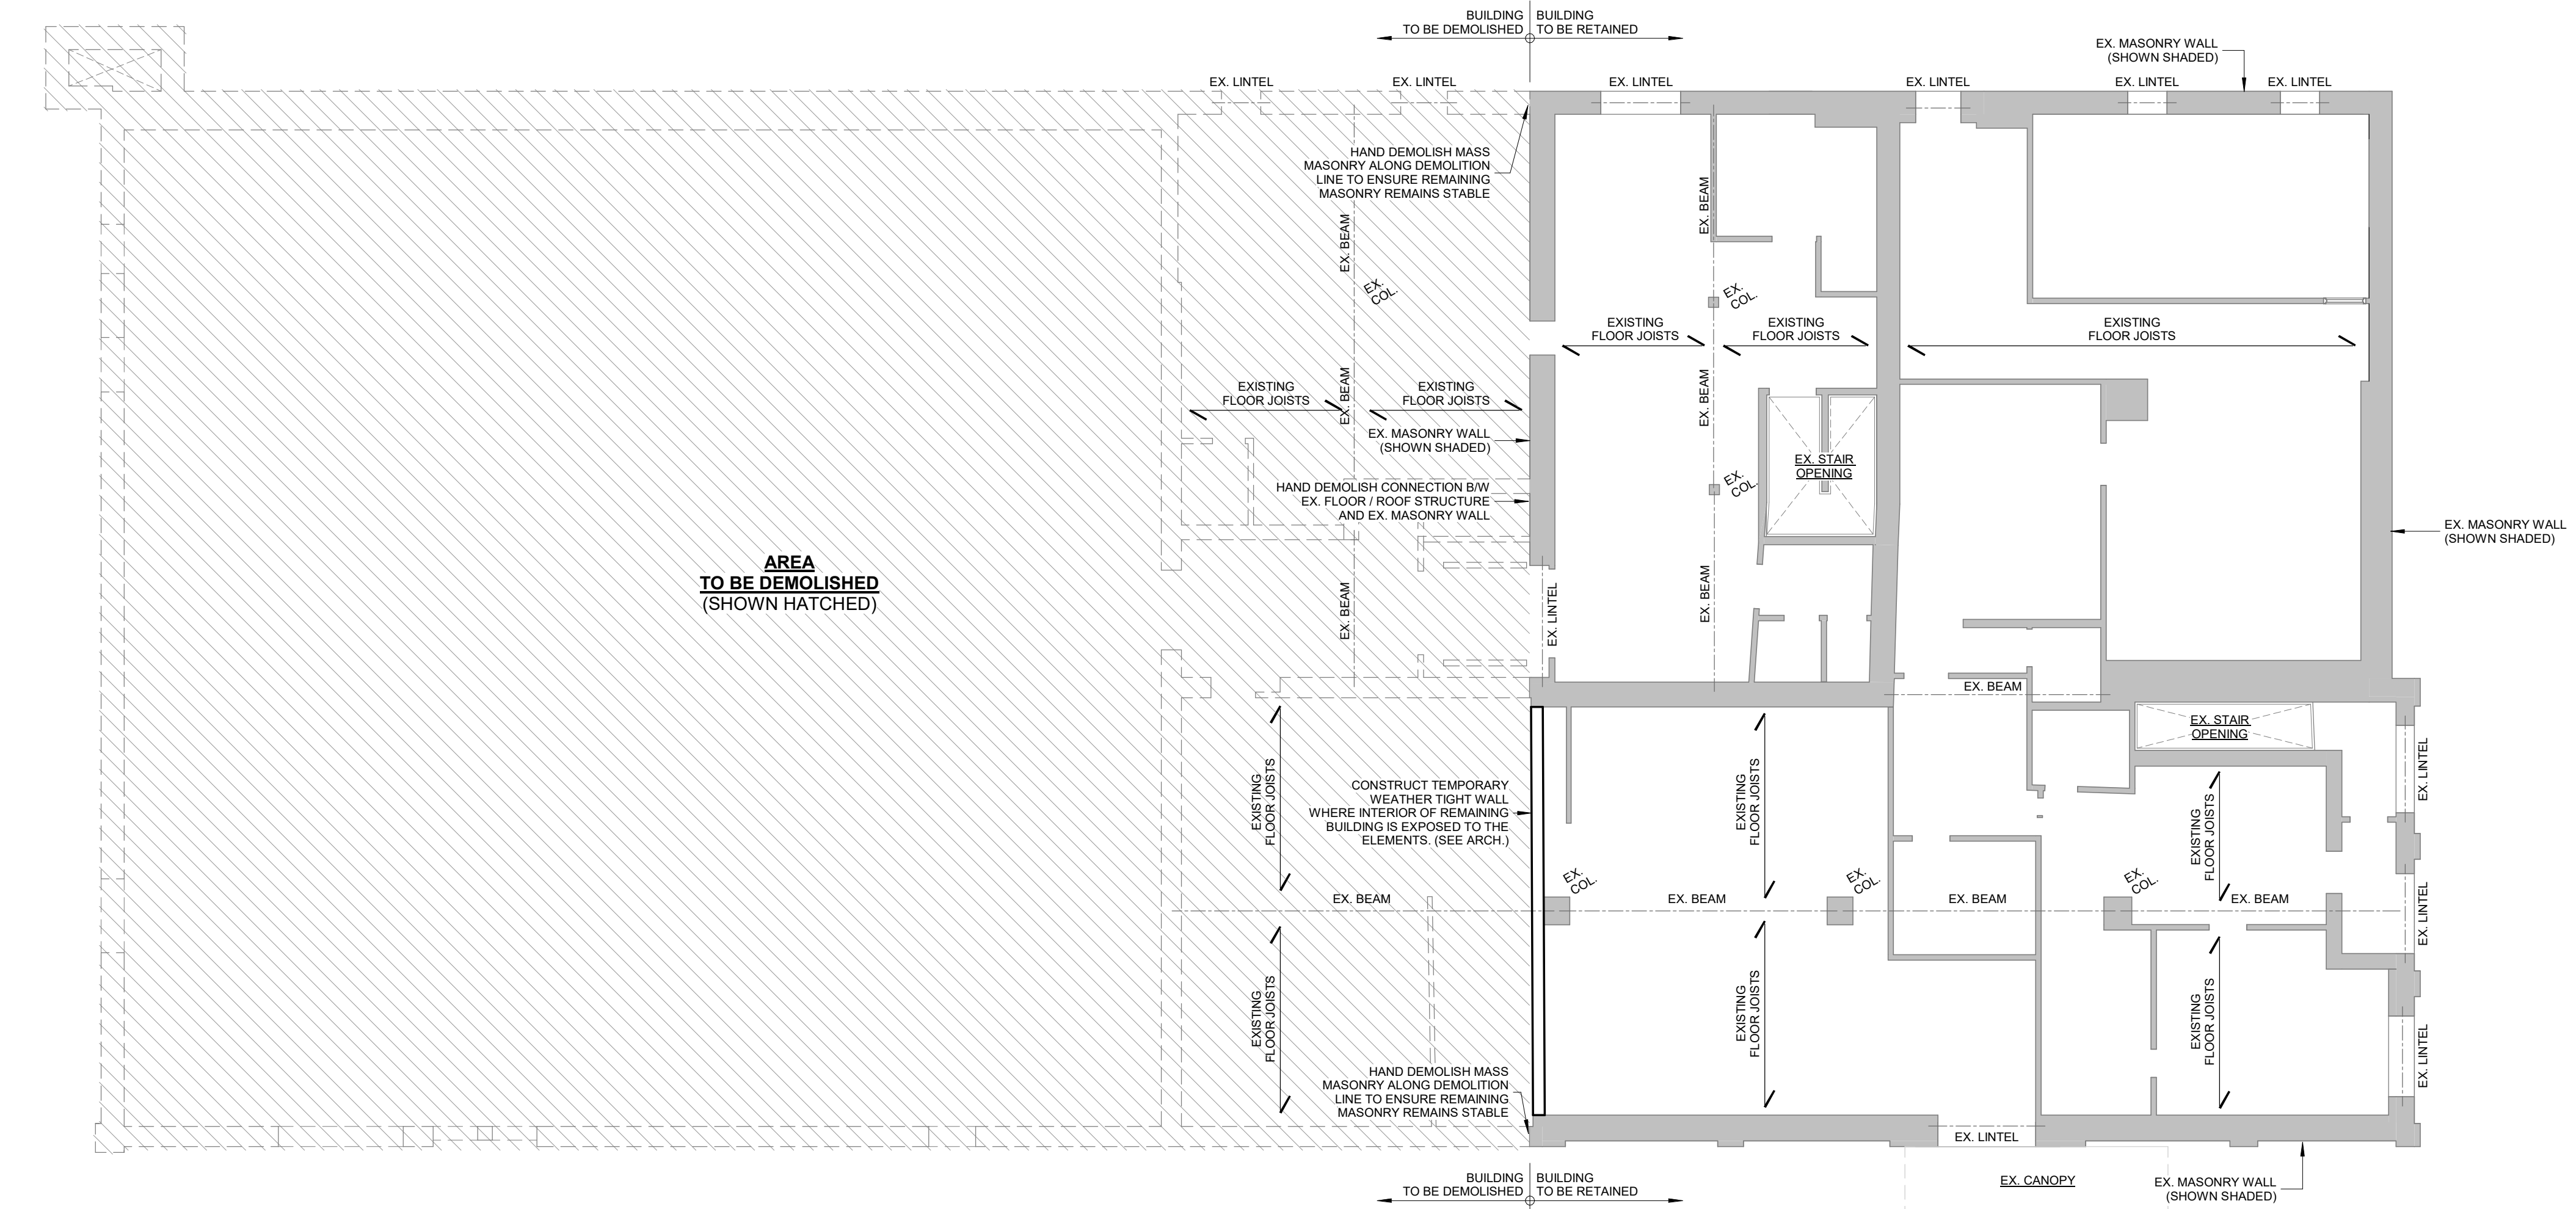 BUILDING
TO BE DEMOLISHED
BUILDING
TO BE RETAINED
EX. MASONRY WALL
(SHOWN SHADED)
EX. LINTEL
EX. LINTEL
EX. LINTEL
EX. LINTEL
EX. LINTEL
EX. LINTEL
HAND DEMOLISH MASS
MASONRY ALONG DEMOLITION
LINE TO ENSURE REMAINING
MASONRY REMAINS STABLE
EX. BEAM
EX. BEAM
EX.
COL.
EX.
COL.
EXISTING
FLOOR JOISTS
EXISTING
FLOOR JOISTS
EXISTING
FLOOR JOISTS
EXISTING
FLOOR JOISTS
EXISTING
FLOOR JOISTS
EX. BEAM
EX. BEAM
EX. MASONRY WALL
(SHOWN SHADED)
EX. STAIR
OPENING
EX.
COL.
HAND DEMOLISH CONNECTION B/W
EX. FLOOR / ROOF STRUCTURE
AND EX. MASONRY WALL
EX. MASONRY WALL
(SHOWN SHADED)
AREA
TO BE DEMOLISHED
(SHOWN HATCHED)
EX. BEAM
EX. LINTEL
EX. BEAM
EX. BEAM
EX. STAIR
OPENING
EX. LINTEL
EXISTING
FLOOR JOISTS
CONSTRUCT TEMPORARY
WEATHER TIGHT WALL
WHERE INTERIOR OF REMAINING
BUILDING IS EXPOSED TO THE
ELEMENTS. (SEE ARCH.)
EXISTING
FLOOR JOISTS
EXISTING
FLOOR JOISTS
EX.
COL.
EX.
COL.
EX.
COL.
EX. BEAM
EX. BEAM
EX. BEAM
EX. BEAM
EX. LINTEL
EXISTING
FLOOR JOISTS
EXISTING
FLOOR JOISTS
EXISTING
FLOOR JOISTS
EX. LINTEL
HAND DEMOLISH MASS
MASONRY ALONG DEMOLITION
LINE TO ENSURE REMAINING
MASONRY REMAINS STABLE
EX. LINTEL
BUILDING
TO BE DEMOLISHED
BUILDING
TO BE RETAINED
EX. CANOPY
EX. MASONRY WALL
(SHOWN SHADED)